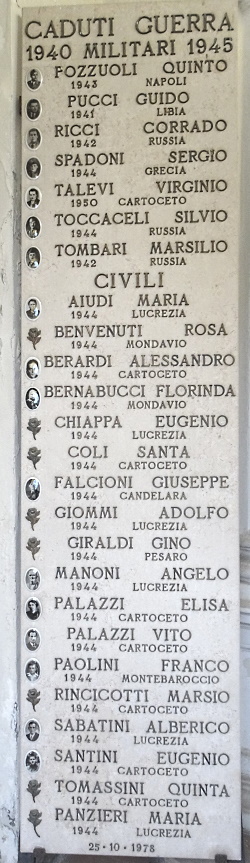 CADUTI GUERRA
1940 MILITARI 1945
POZZUOLI QUINTO
1943 NAPOLI
PUCCI GUIDO
1941 LIBIA
RICCI CORRADO
1942 RUSSIA
SPADONI SERGIO
1944 GRECIA
TALEVI VIRGINIO
1950 CARTOCETO
TOCCACELI SILVIO
1944 RUSSIA
TOMBARI MARSILIO
1942 RUSSIA
CIVILI
AIUDI MARIA
1944 LUCREZIA
BENVENUTI ROSA
1944 MONDAVIO
BERARDI ALESSANDRO
1944 CARTOCETO
BERNABUCCI FLORINDA
1944 MONDAVIO
CHIAPPA EUGENIO
1944 LUCREZIA
COLI SANTA
1944 CARTOCETO
FALCIONI GIUSEPPE
1944 CANDELARA
GIOMMI ADOLFO
1944 LUCREZIA
GIRALDI GINO
1944 PESARO
MANONI ANGELO
1944 LUCREZIA
PALAZZI ELISA
1944 CARTOCETO
PALAZZI VITO
1944 CARTOCETO
PAOLINI FRANCO
1944 MONTEBAROCCIO
RINCICOTTI MARSIO
1944 CARTOCETO
SABATINI ALBERICO
1944 LUCREZIA
SANTINI EUGENIO
1944 CARTOCETO
TOMASSINI QUINTA
1944 CARTOCETO
PANZIERI MARIA
1944 LUCREZIA
25·10·1978